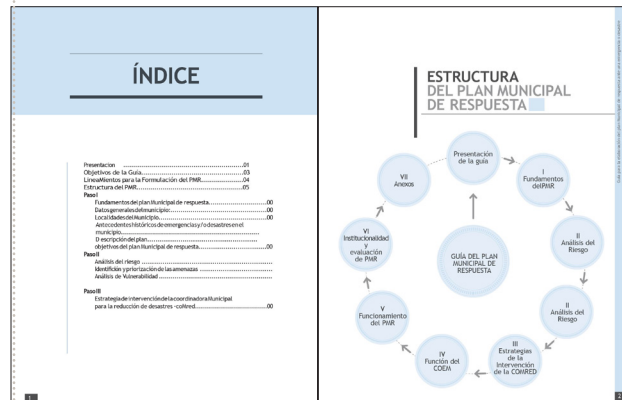 ÍNDICE
Presentacion ..............................................01
Objetivos de la Guía.......................................03
LíneaMientos para la Formulación del PMR..................04
Estructura del PMR........................................05
Paso I
Fundamentos del plan Municipal de respuesta...............00
Datos generales del municipio:............................00
Localidades del Municipio.................................00
Antecedentes históricos de emergencias y/o desastres en el
municipio.................................................
D escripción del plan.....................................
objetivos del plan Municipal de respuesta.................00
Paso II
Análisis del riesgo .......................................
Identifición y priorización de las amenazas ...............
Análisis de Vulnerabilidad ................................
Paso III
Estrategia de intervención de la coordinadora Municipal
para la reducción de desastres -coMred....................00
1
ESTRUCTURA
DEL PLAN MUNICIPAL
DE RESPUESTA
Presentación
de la guía
I
Fundamentos
delPMR
II
Análisis del
Riesgo
II
Análisis del
Riesgo
III
Estrategias
de la
Intervención
de la COMRED
IV
Función del
COEM
V
Funcionamiento
del PMR
VI
Institucionalidad
y
evaluación
de PMR
VII
Anexos
GUÍA DEL PLAN
MUNICIPAL DE
RESPUESTA
2